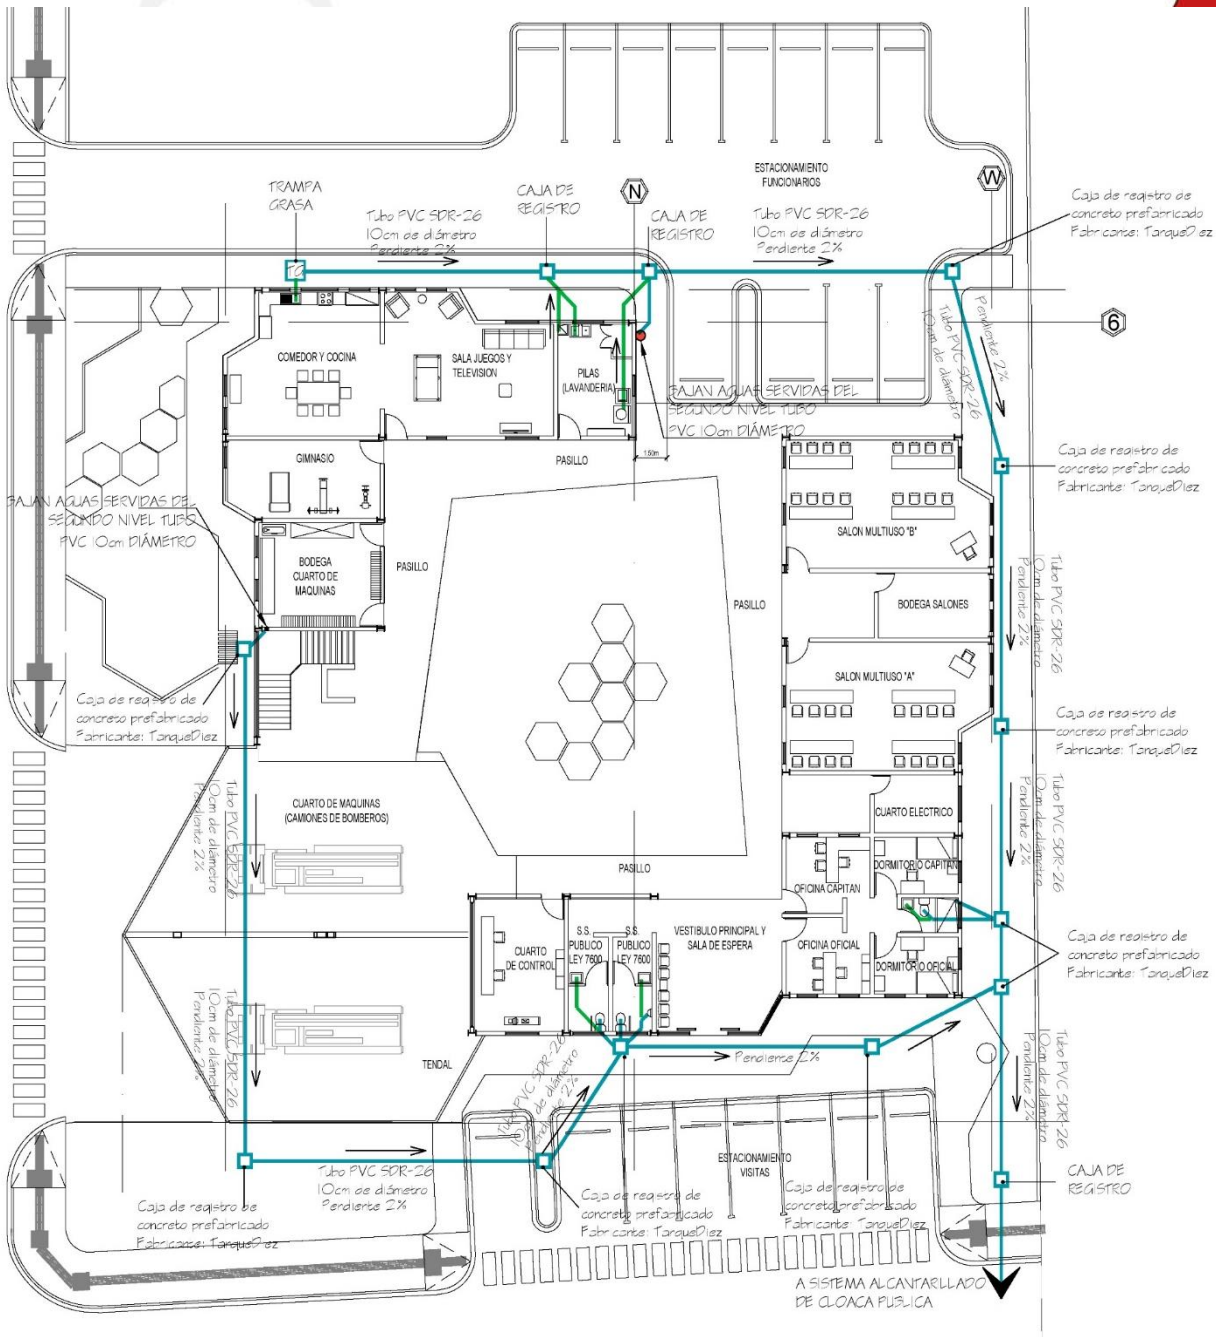 ESTACIONAMIENTO
FUNCIONARIOS
TRAMPA
GRASA
CAJA DE
REGISTRO
N
W
Tubo PVC SDR-26
10cm de diámetro
Pendiente 2%
CAJA DE
REGISTRO
Tubo PVC SDR-26
10cm de diámetro
Pendiente 2%
Caja de registro de
concreto prefabricado
Fabricante: TanqueDiez
TG
6
Pendiente 2%
Tubo PVC SDR-26
10cm de diámetro
COMEDOR Y COCINA
SALA JUEGOS Y
TELEVISION
PILAS
(LAVANDERIA)
BAJAN AGUAS SERVIDAS DEL
SEGUNDO NIVEL TUBO
PVC 10cm DIÁMETRO
1.50m
GIMNASIO
PASILLO
Caja de registro de
concreto prefabricado
Fabricante: TanqueDiez
BAJAN AGUAS SERVIDAS DEL
SEGUNDO NIVEL TUBO
PVC 10cm DIÁMETRO
SALON MULTIUSO "B"
BODEGA
CUARTO DE
MAQUINAS
PASILLO
PASILLO
BODEGA SALONES
Tubo PVC SDR-26
10cm de diámetro
Pendiente 2%
SALON MULTIUSO "A"
Caja de registro de
concreto prefabricado
Fabricante: TanqueDiez
Caja de registro de
concreto prefabricado
Fabricante: TanqueDiez
CUARTO DE MAQUINAS
(CAMIONES DE BOMBEROS)
Tubo PVC SDR-26
10cm de diámetro
Pendiente 2%
CUARTO ELECTRICO
Tubo PVC SDR-26
10cm de diámetro
Pendiente 2%
PASILLO
OFICINA CAPITAN
DORMITORIO CAPITAN
S.S.
PUBLICO
LEY 7600
S.S.
PUBLICO
LEY 7600
VESTIBULO PRINCIPAL Y
SALA DE ESPERA
CUARTO
DE CONTROL
OFICINA OFICIAL
DORMITORIO OFICIAL
Caja de registro de
concreto prefabricado
Fabricante: TanqueDiez
Tubo PVC SDR-26
10cm de diámetro
Pendiente 2%
TENDAL
Tubo PVC SDR-26
10cm de diámetro
Pendiente 2%
Pendiente 2%
Tubo PVC SDR-26
10cm de diámetro
Pendiente 2%
Tubo PVC SDR-26
10cm de diámetro
Pendiente 2%
ESTACIONAMIENTO
VISITAS
CAJA DE
REGISTRO
Caja de registro de
concreto prefabricado
Fabricante: TanqueDiez
Caja de registro de
concreto prefabricado
Fabricante: TanqueDiez
Caja de registro de
concreto prefabricado
Fabricante: TanqueDiez
A SISTEMA ALCANTARLLADO
DE CLOACA PUBLICA